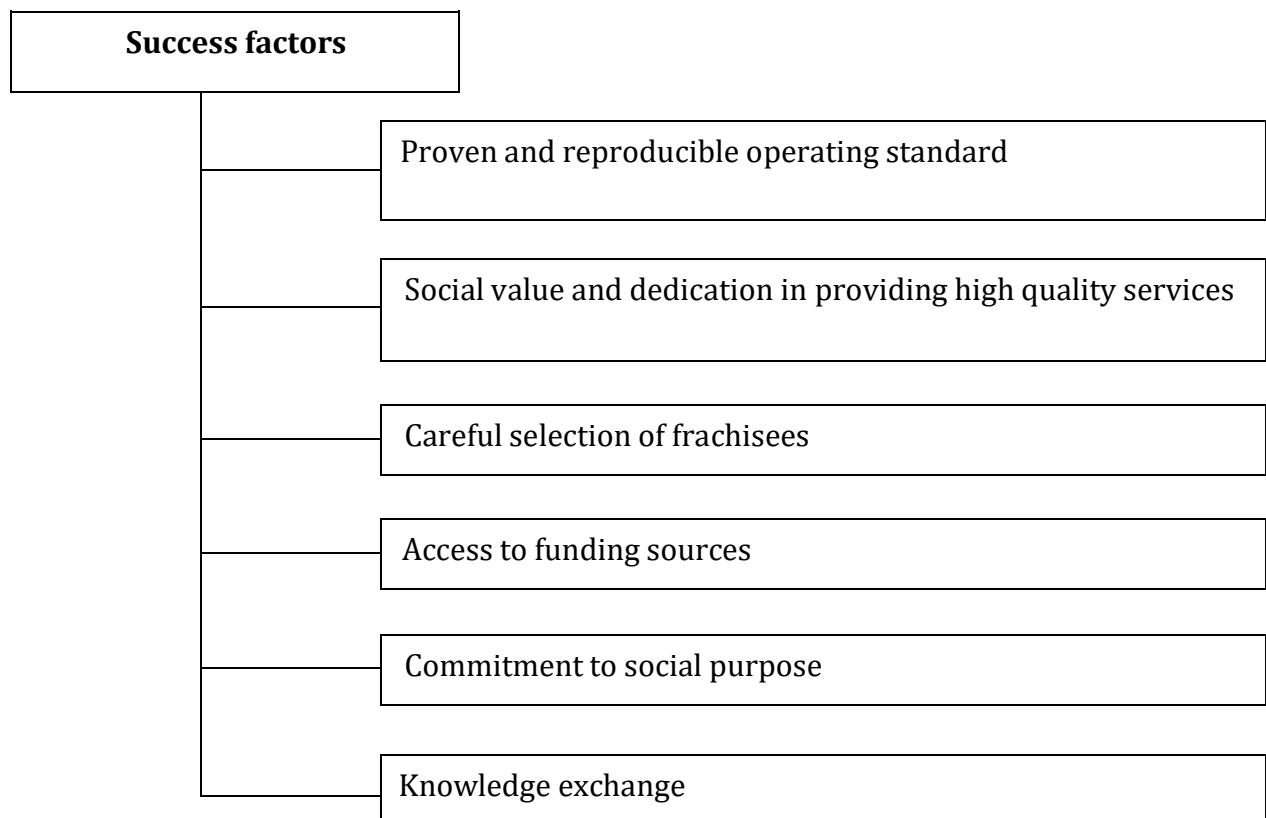 Success factors
Proven and reproducible operating standard
Social value and dedication in providing high quality services
Careful selection of frachisees
Access to funding sources
Commitment to social purpose
Knowledge exchange